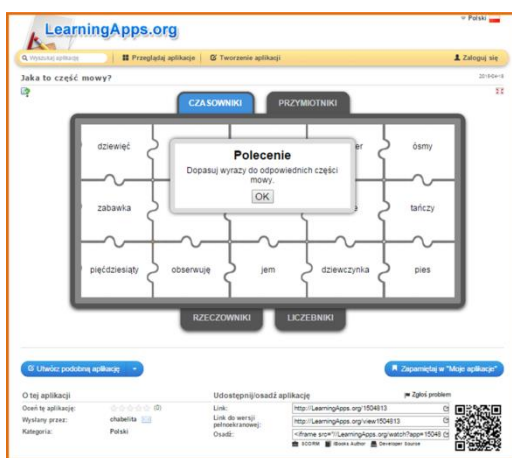 LearningApps.org
Polski
Wyszukaj aplikację
Przeglądaj aplikacje
Tworzenie aplikacji
Zaloguj się
Jaka to część mowy?
CZASOWNIKI
PRZYMIOTNIKI
dziewięć
ósmy
Polecenie
Dopasuj wyrazy do odpowiednich części
mowy.
OK
zabawka
tańczy
pięćdziesiąty
obserwuję
jem
dziewczynka
pies
RZECZOWNIKI
LICZEBNIKI
Utwórz podobną aplikację
Zapamiętaj w "Moje aplikacje"
O tej aplikacji
Udostępnij/osadź aplikację
Zgłoś problem
Oceń tę aplikację:
(0)
Link:
http://LearningApps.org/1504813
Wysłany przez:
chabelita
Link do wersji
pełnoekranowej:
http://LearningApps.org/view1504813
Kategoria:
Polski
Osadź:
<iframe src="//LearningApps.org/watch?app=15048
SCORM
iBooks Author
Developer Source